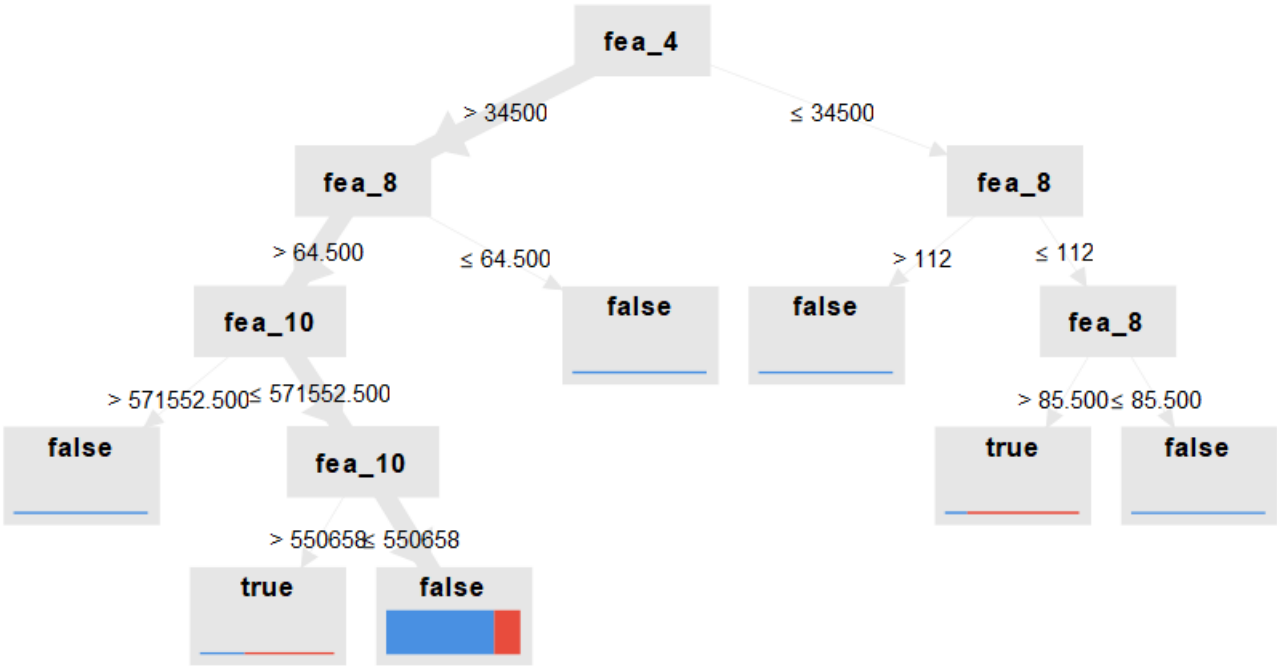 fea_4
> 34500
≤ 34500
fea_8
fea_8
> 64.500
≤ 64.500
> 112
≤ 112
fea_10
false
false
fea_8
> 571552.500
≤ 571552.500
> 85.500
≤ 85.500
false
fea_10
true
false
> 550658
≤ 550658
true
false